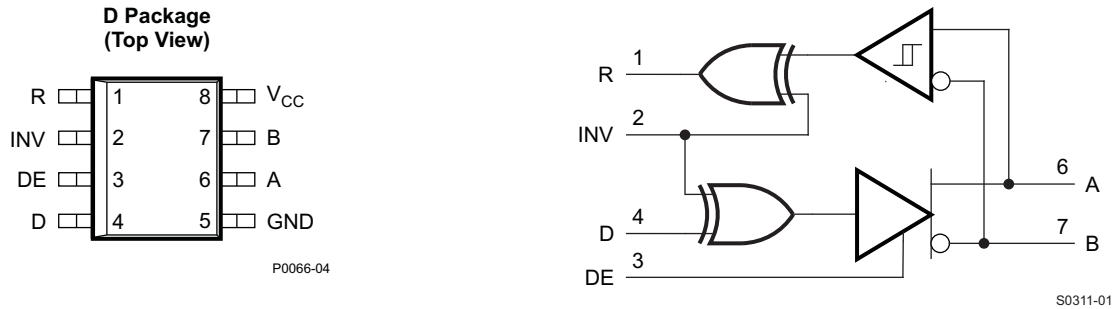 D Package
(Top View)
R 1 8 VCC
INV 2 7 B
DE 3 6 A
D 4 5 GND
P0066-04
R 1
INV 2
D 4
DE 3
6 A
7 B
S0311-01